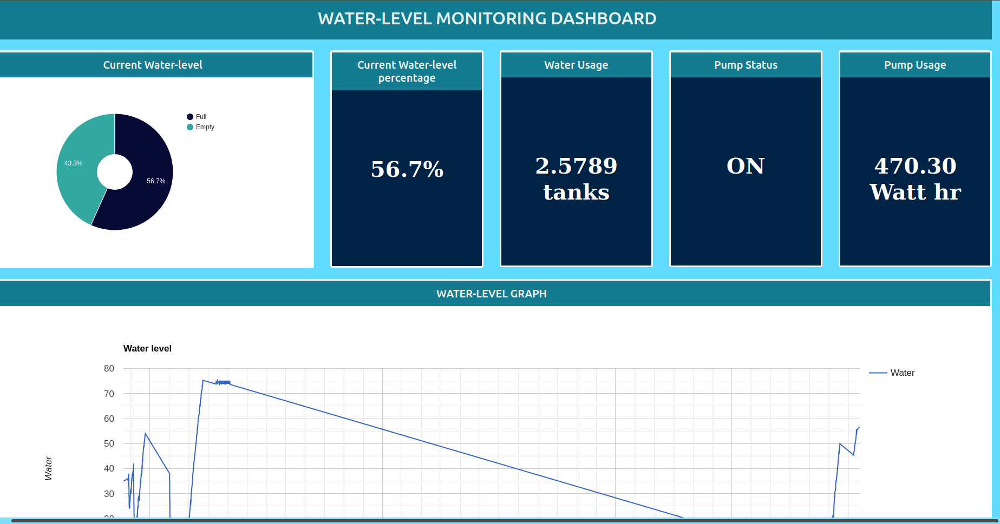 WATER-LEVEL MONITORING DASHBOARD
Current Water-level
Full
Empty
43.3%
56.7%
Current Water-level
percentage
56.7%
Water Usage
2.5789
tanks
Pump Status
ON
Pump Usage
470.30
Watt hr
WATER-LEVEL GRAPH
Water level
80
70
60
50
40
30
Water
Water